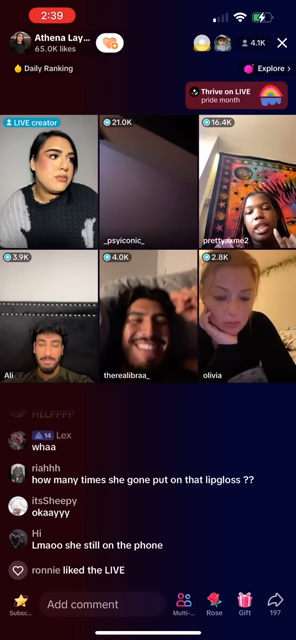 2:39
Athena Lay...
65.0K likes
4.1K
Daily Ranking
Explore >
Thrive on LIVE
pride month
LIVE creator
21.0K
_psyiconic_
16.4K
prettyakme2
3.9K
Ali
4.0K
therealibraa_
2.8K
olivia
HELPPPP
14 Lex
whaa
riahhh
how many times she gone put on that lipgloss ??
itsSheepy
okaayyy
Hi
Lmaoo she still on the phone
ronnie liked the LIVE
Subsc...
Add comment
Multi-...
Rose
Gift
197